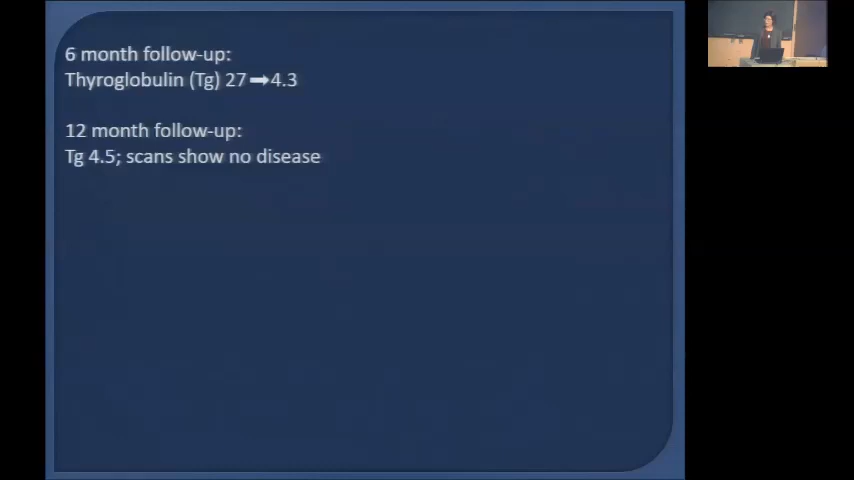 6 month follow-up:
Thyroglobulin (Tg) 27➡4.3
12 month follow-up:
Tg 4.5; scans show no disease